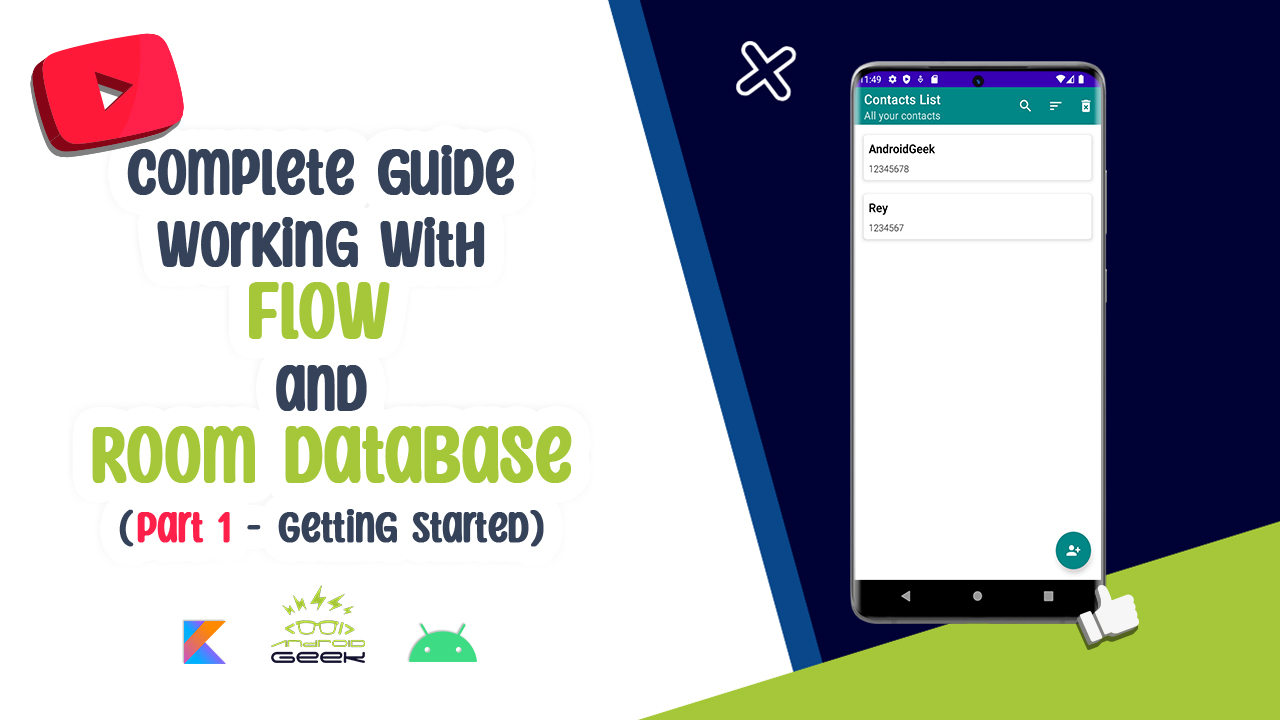 Complete Guide
Working With
Flow
and
Room Database
(Part 1 - Getting Started)
Android
Geek
11:49
Contacts List
All your contacts
AndroidGeek
12345678
Rey
1234567